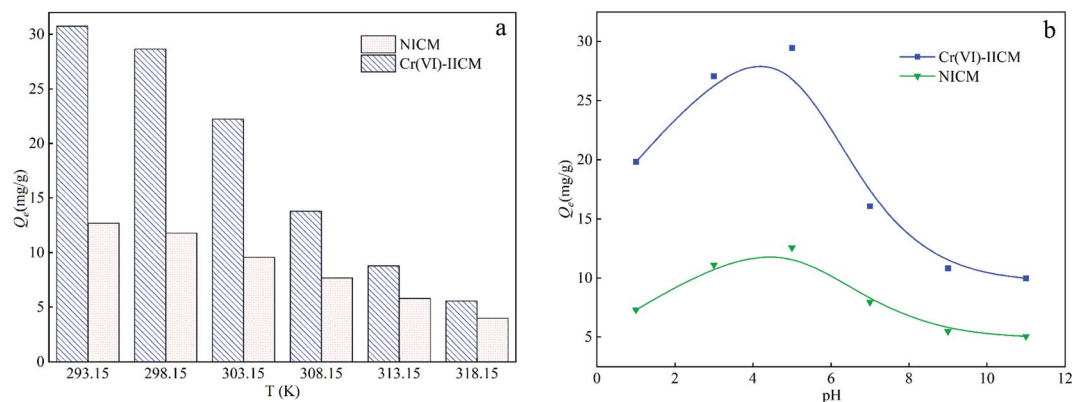 a
NICM
Cr(VI)-IICM
Qe(mg/g)
30
25
20
15
10
5
0
293.15 298.15 303.15 308.15 313.15 318.15
T (K)
b
Cr(VI)-IICM
NICM
Qe(mg/g)
30
25
20
15
10
5
0 2 4 6 8 10 12
pH